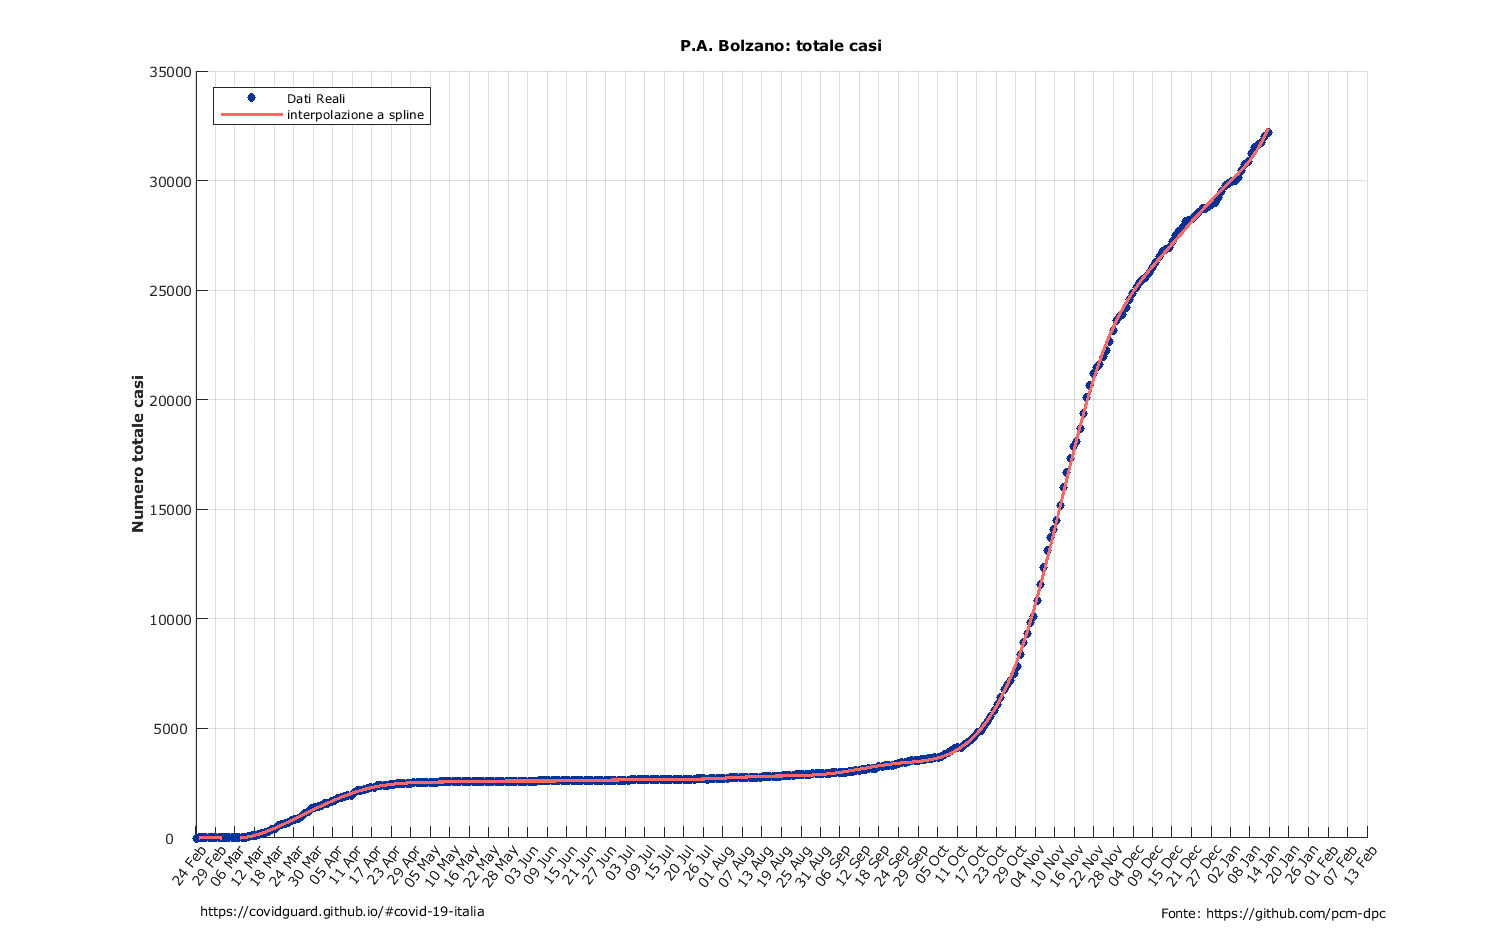 P.A. Bolzano: totale casi
Dati Reali
interpolazione a spline
Numero totale casi
35000
30000
25000
20000
15000
10000
5000
0
24 Feb
29 Feb
06 Mar
12 Mar
18 Mar
24 Mar
30 Mar
05 Apr
11 Apr
17 Apr
23 Apr
29 Apr
05 May
10 May
16 May
22 May
28 May
03 Jun
09 Jun
15 Jun
21 Jun
27 Jun
03 Jul
09 Jul
15 Jul
20 Jul
26 Jul
01 Aug
07 Aug
13 Aug
19 Aug
25 Aug
31 Aug
06 Sep
12 Sep
18 Sep
24 Sep
29 Sep
05 Oct
11 Oct
17 Oct
23 Oct
29 Oct
04 Nov
10 Nov
16 Nov
22 Nov
28 Nov
04 Dec
09 Dec
15 Dec
21 Dec
27 Dec
02 Jan
08 Jan
14 Jan
20 Jan
26 Jan
01 Feb
07 Feb
13 Feb
https://covidguard.github.io/#covid-19-italia
Fonte: https://github.com/pcm-dpc